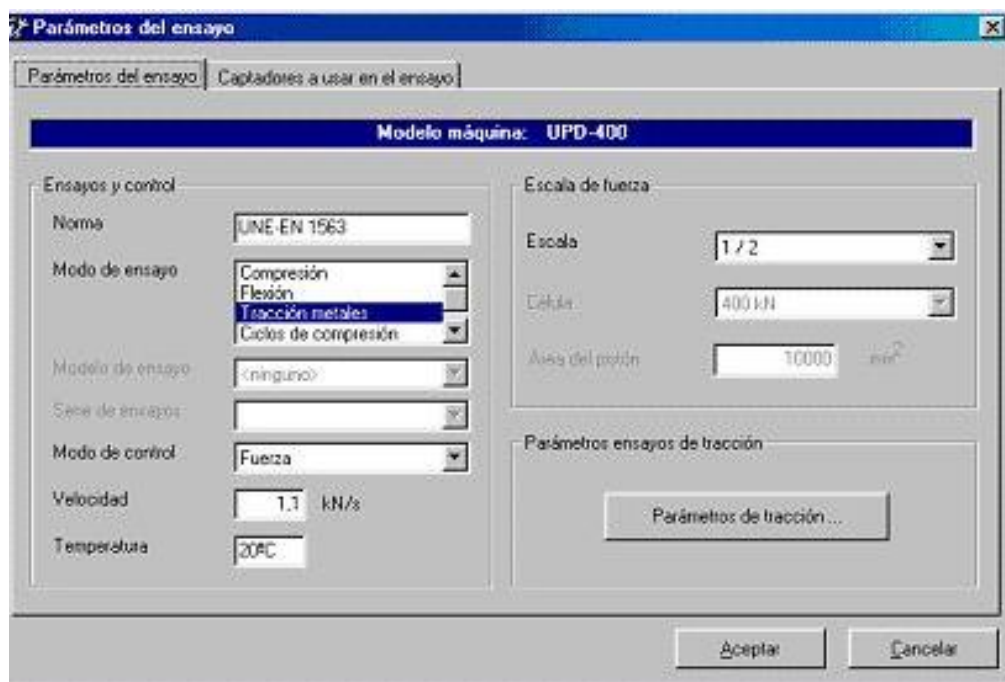 Parámetros del ensayo
Parámetros del ensayo Captadores a usar en el ensayo
Modelo máquina: UPD-400
Ensayos y control
Norma UNE-EN 1563
Modo de ensayo Compresión
Flexión
Tracción metales
Ciclos de compresión
Modelo de ensayo <ninguno>
Serie de ensayos
Modo de control Fuerza
Velocidad 1.1 kN/s
Temperatura 20ºC
Escala de fuerza
Escala 1 / 2
Célula 400 kN
Area del pistón 10000 mm2
Parámetros ensayos de tracción
Parámetros de tracción ...
Aceptar Cancelar